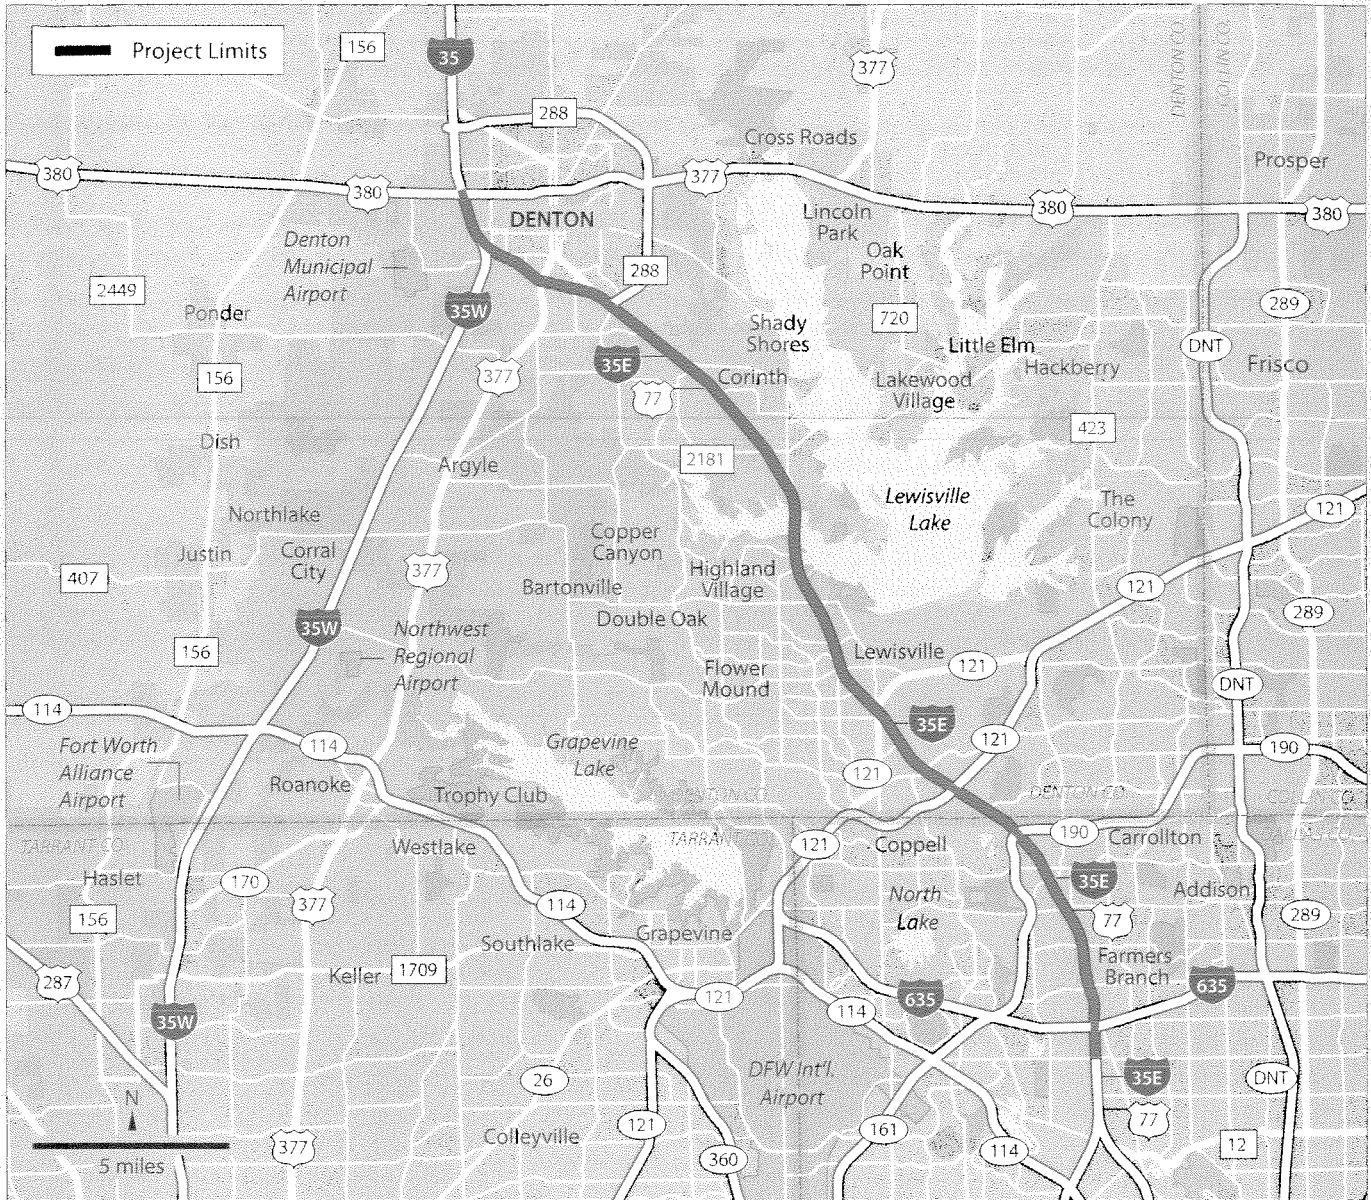 Project Limits
156
35
377
DENTON CO.
COLLIN CO.
288
Cross Roads
Prosper
380
380
377
380
380
DENTON
Lincoln
Park
Denton
Municipal
Airport
Oak
Point
288
2449
Ponder
35W
Shady
Shores
720
289
Little Elm
DNT
35E
Hackberry
Frisco
156
377
77
Corinth
Lakewood
Village
423
Dish
Argyle
2181
Lewisville
Lake
The
Colony
121
Northlake
Copper
Canyon
Justin
Corral
City
407
377
Bartonville
Highland
Village
121
289
Double Oak
35W
Northwest
Regional
Airport
156
Lewisville
121
Flower
Mound
DNT
114
35E
Fort Worth
Alliance
Airport
114
Grapevine
Lake
121
190
121
Roanoke
Trophy Club
DENTON CO.
DENTON CO.
COLLIN CO.
TARRANT CO.
TARRANT CO.
190
Carrollton
Westlake
121
Coppell
Haslet
170
35E
Addison
156
377
114
North
Lake
77
289
Southlake
Grapevine
Farmers
Branch
Keller
1709
287
121
635
635
35W
114
26
DFW Int'l.
Airport
35E
DNT
N
77
121
161
5 miles
377
Colleyville
360
114
12